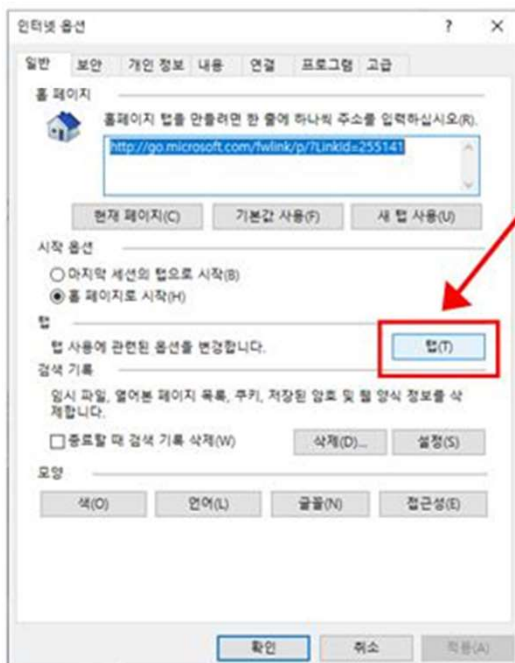 인터넷 옵션
일반 보안 개인 정보 내용 연결 프로그램 고급
홈 페이지
홈페이지 탭을 만들려면 한 줄에 하나씩 주소를 입력하십시오(R).
http://go.microsoft.com/fwlink/p/?LinkId=255141
현재 페이지(C) 기본값 사용(F) 새 탭 사용(U)
시작 옵션
마지막 세션의 탭으로 시작(B)
홈 페이지로 시작(H)
탭
탭 사용에 관련된 옵션을 변경합니다. 탭(T)
검색 기록
임시 파일, 열어본 페이지 목록, 쿠키, 저장된 암호 및 웹 양식 정보를 삭
제합니다.
종료할 때 검색 기록 삭제(W) 삭제(D)... 설정(S)
모양
색(O) 언어(L) 글꼴(N) 접근성(E)
확인 취소 적용(A)